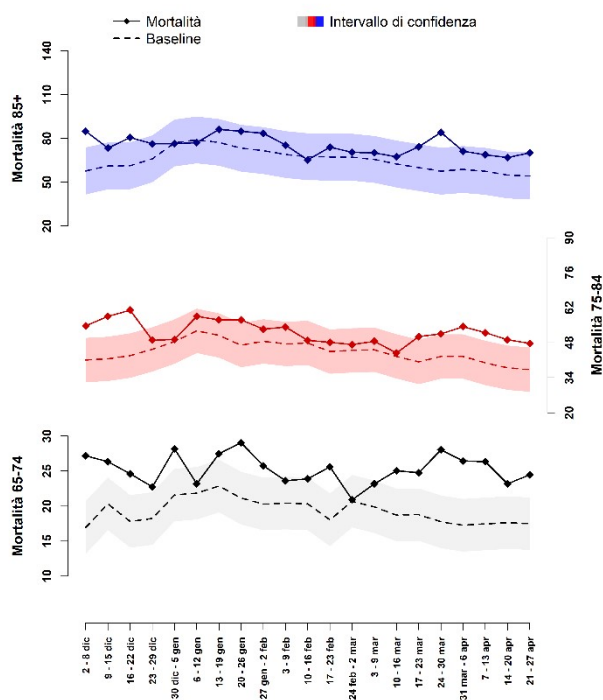 Mortalità
Baseline
Intervallo di confidenza
Mortalità 85+
140
110
80
50
20
Mortalità 75-84
90
76
62
48
34
20
Mortalità 65-74
30
25
20
15
10
2 - 8 dic
9 - 15 dic
16 - 22 dic
23 - 29 dic
30 dic - 5 gen
6 - 12 gen
13 - 19 gen
20 - 26 gen
27 gen - 2 feb
3 - 9 feb
10 - 16 feb
17 - 23 feb
24 feb - 2 mar
3 - 9 mar
10 - 16 mar
17 - 23 mar
24 - 30 mar
31 mar - 6 apr
7 - 13 apr
14 - 20 apr
21 - 27 apr